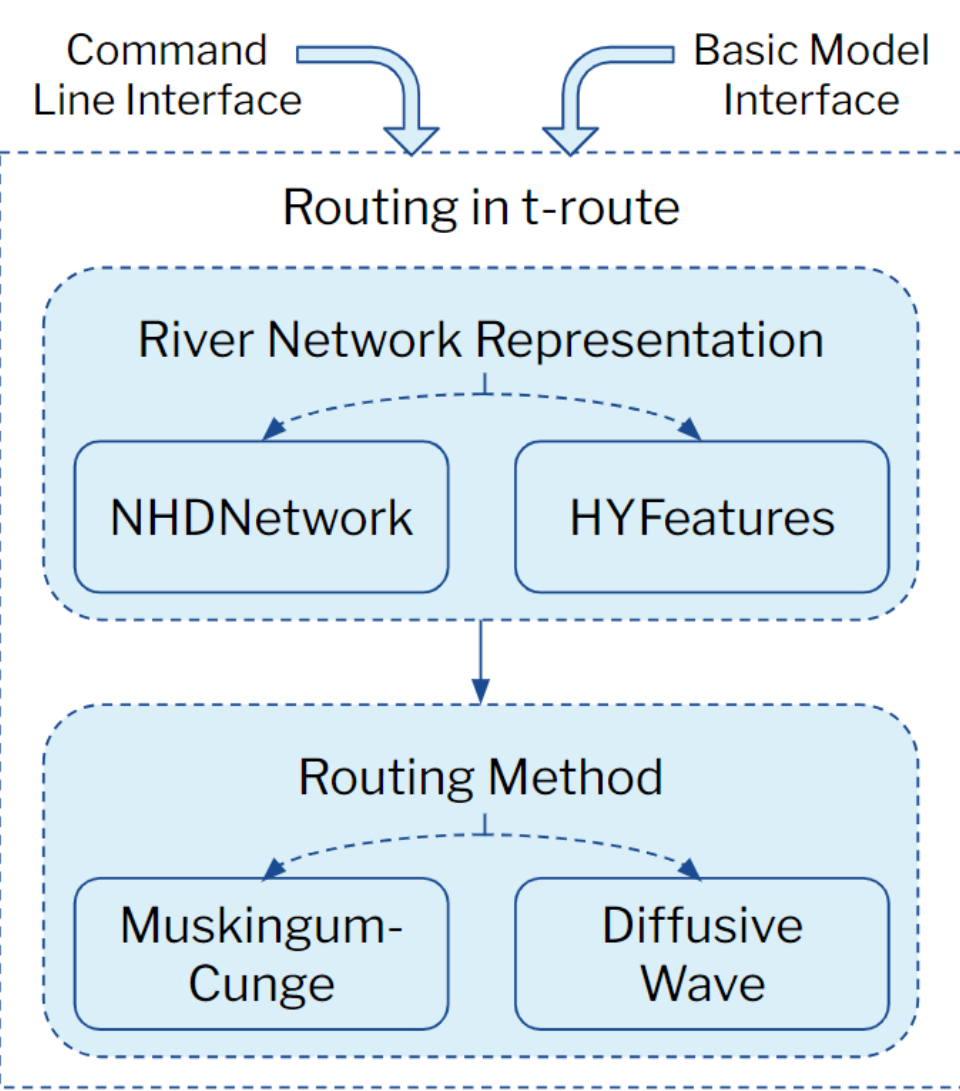 Command
Line Interface
Basic Model
Interface
Routing in t-route
River Network Representation
NHDNetwork
HYFeatures
Routing Method
Muskingum-
Cunge
Diffusive
Wave